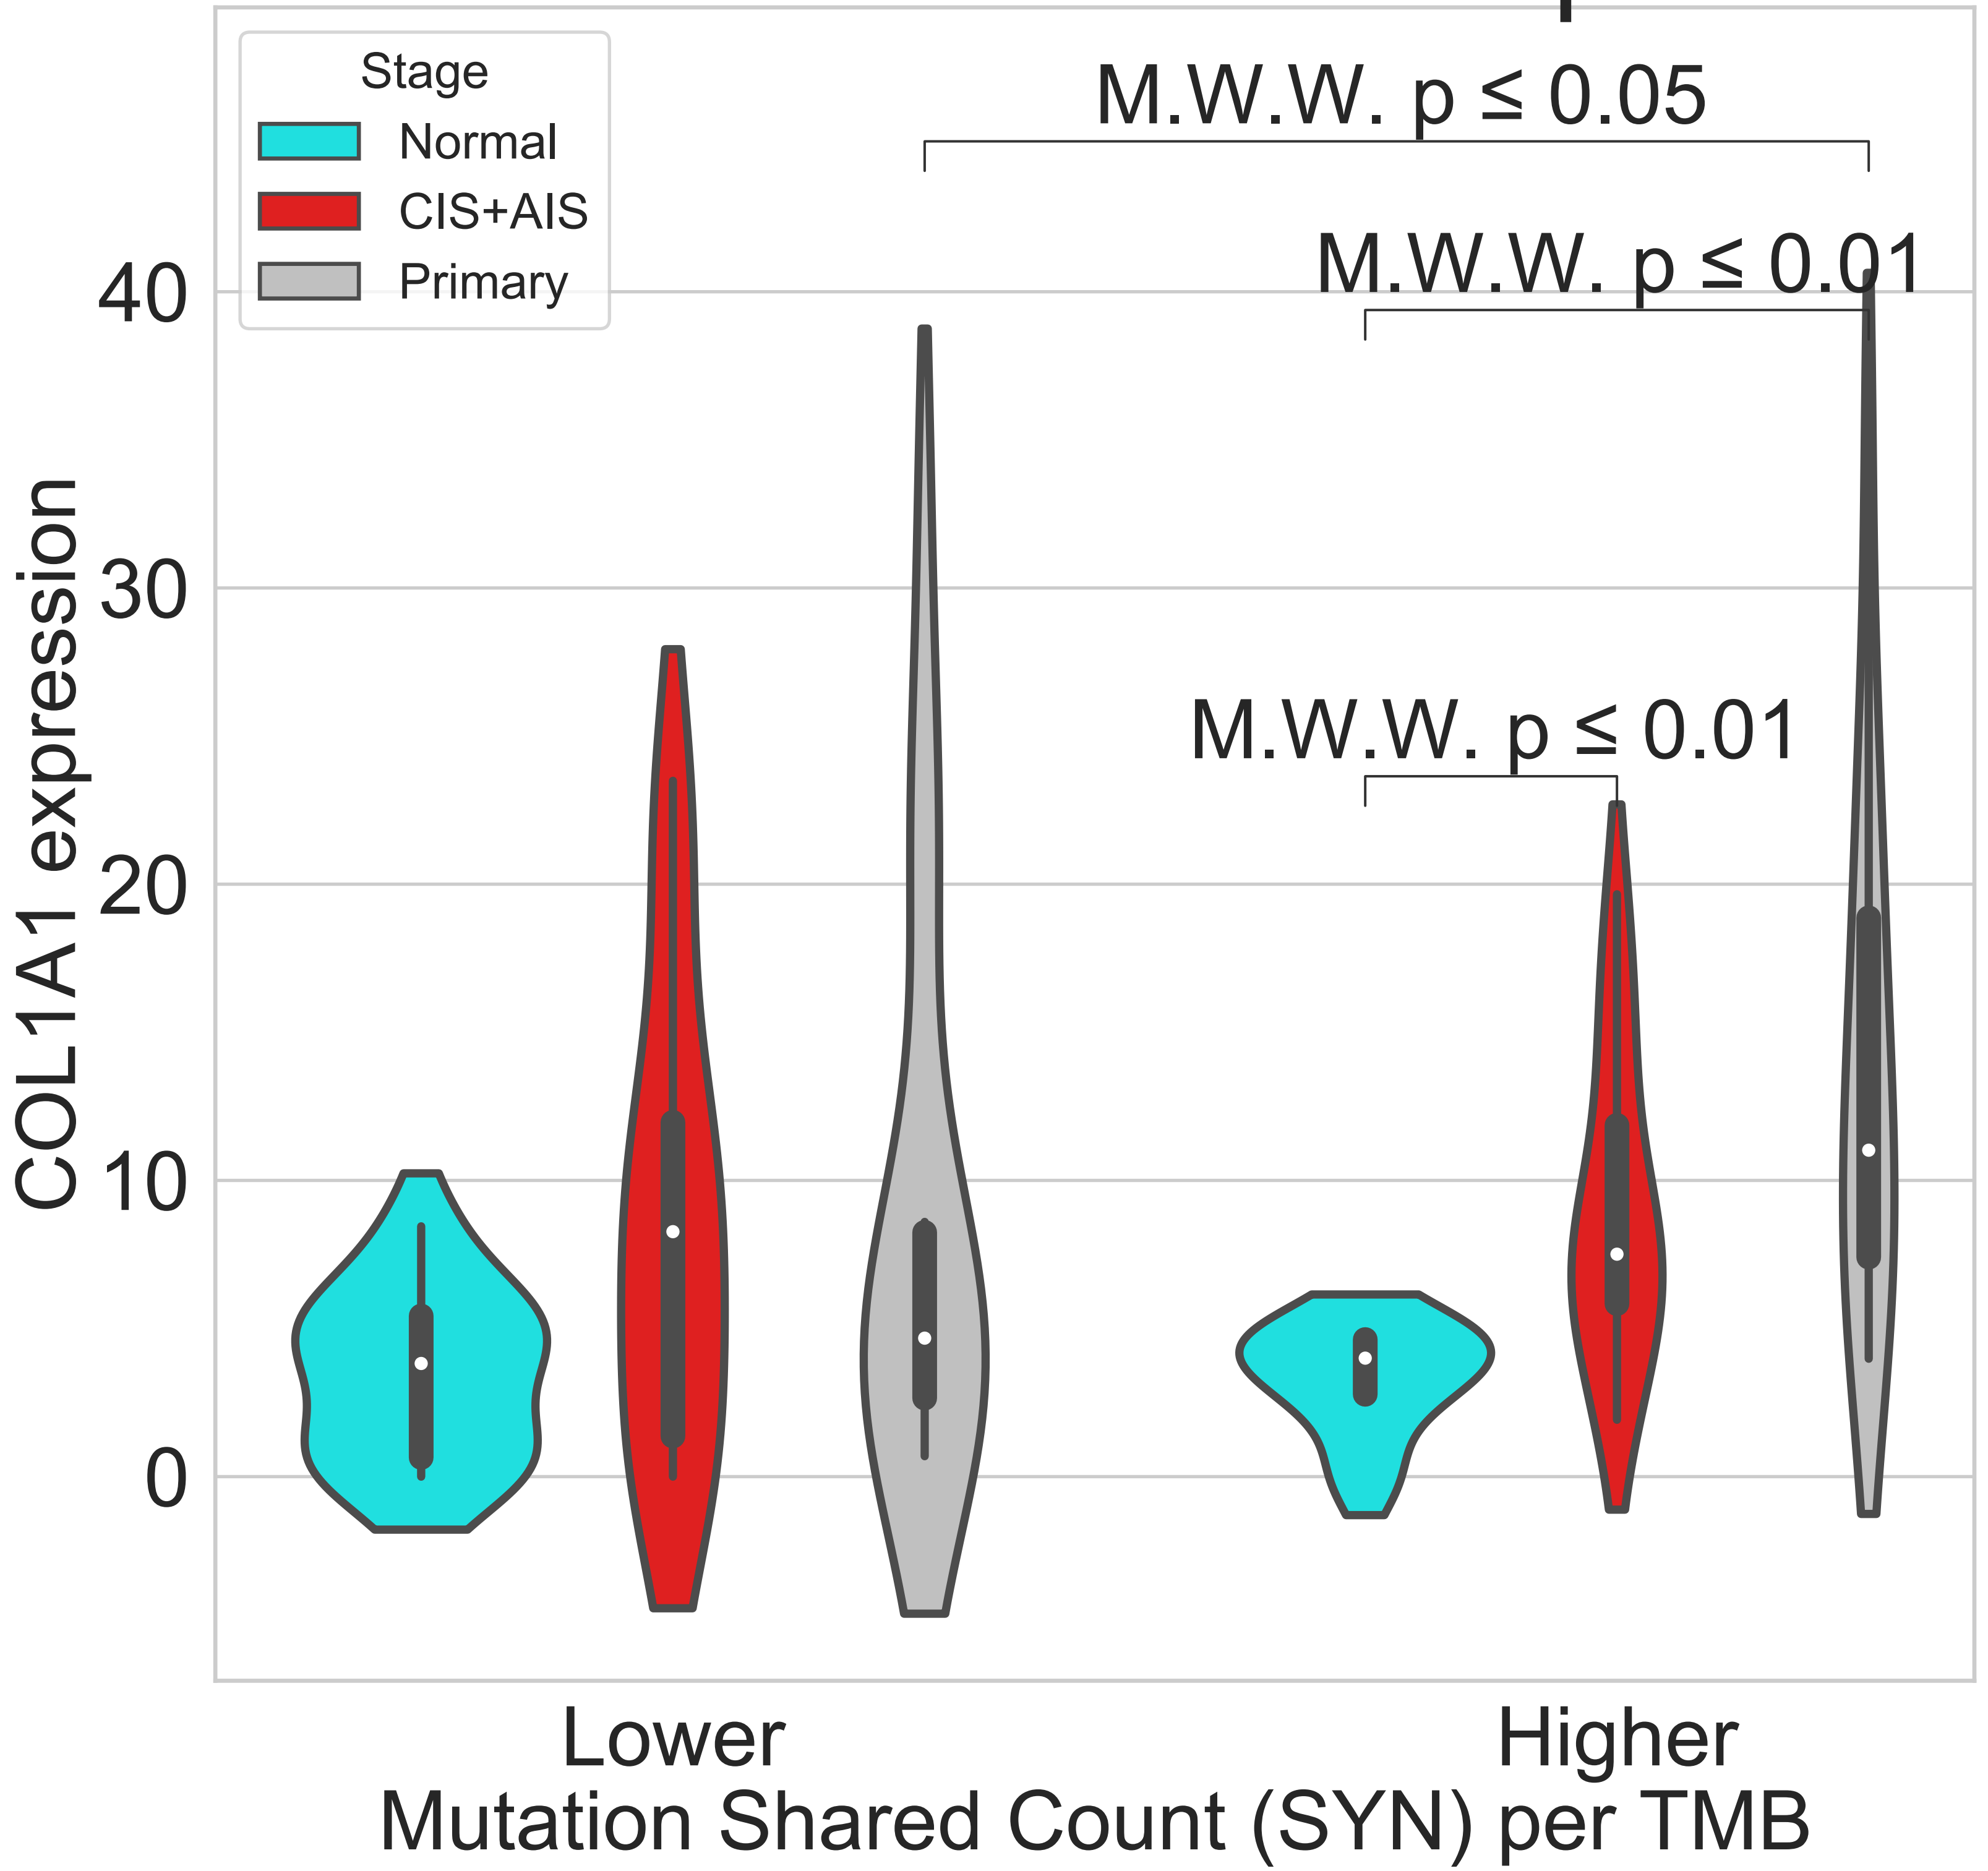 Stage
Normal
CIS+AIS
Primary
M.W.W. p ≤ 0.05
M.W.W. p ≤ 0.01
M.W.W. p ≤ 0.01
COL1A1 expression
40
30
20
10
0
Lower
Higher
Mutation Shared Count (SYN) per TMB